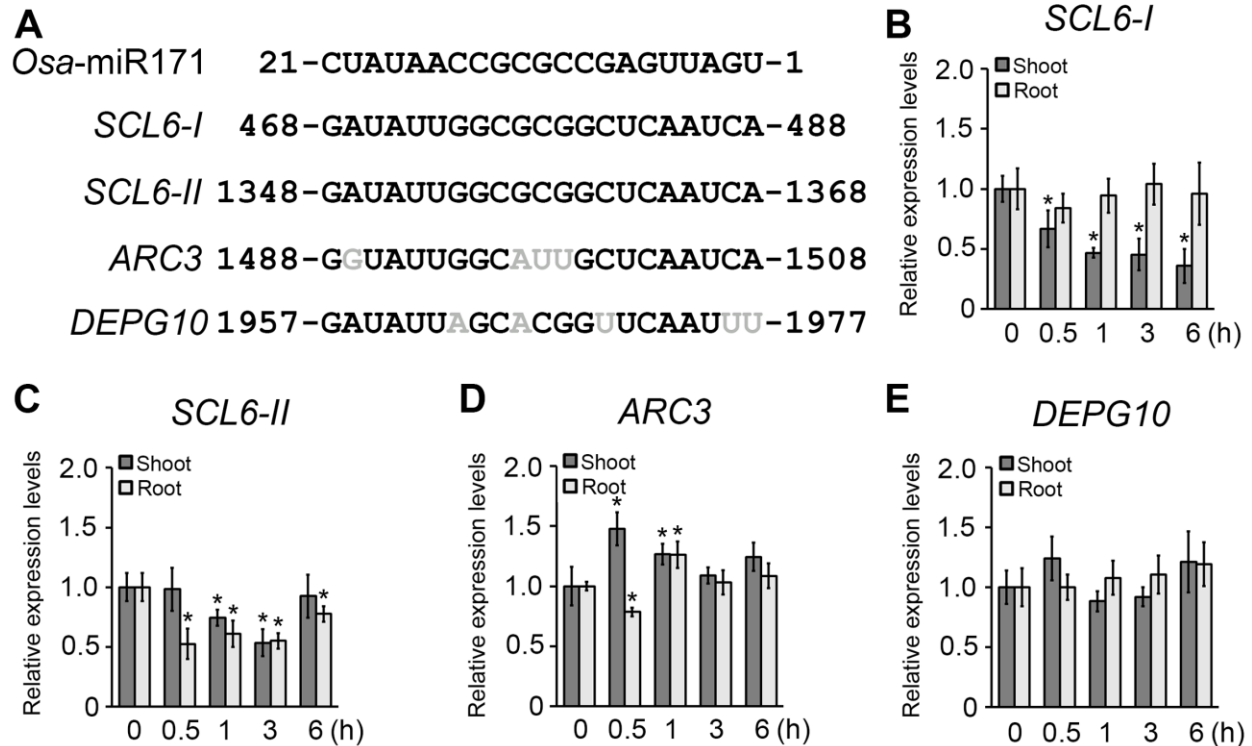 A
Osa-miR171 21-CUAUAACCGCGCCGAGUUAGU-1
SCL6-I 468-GAUAUUGGCGCGGCUCAAUCA-488
SCL6-II 1348-GAUAUUGGCGCGGCUCAAUCA-1368
ARC3 1488-GGUAUUGGCAUUGCUCAAUCA-1508
DEPG10 1957-GAUAUUAGCACGGUUCAAUUU-1977
B
SCL6-I
Relative expression levels
2.0
1.5
1.0
0.5
0
Shoot
Root
*
*
*
*
0 0.5 1 3 6 (h)
C
SCL6-II
Relative expression levels
2.0
1.5
1.0
0.5
0
Shoot
Root
*
* *
* *
*
0 0.5 1 3 6 (h)
D
ARC3
Relative expression levels
2.0
1.5
1.0
0.5
0
Shoot
Root
*
*
* *
0 0.5 1 3 6 (h)
E
DEPG10
Relative expression levels
2.0
1.5
1.0
0.5
0
Shoot
Root
0 0.5 1 3 6 (h)